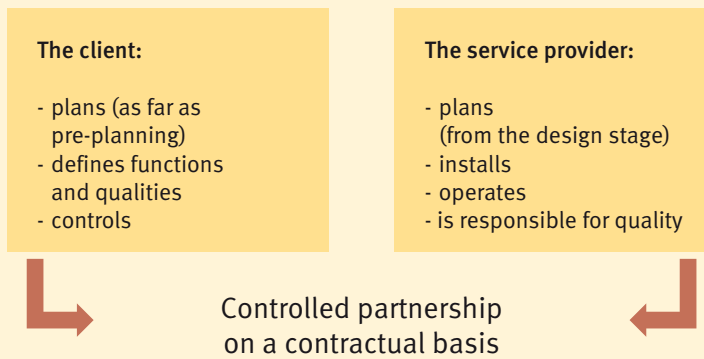 The client:
- plans (as far as
pre-planning)
- defines functions
and qualities
- controls
The service provider:
- plans
(from the design stage)
- installs
- operates
- is responsible for quality
Controlled partnership
on a contractual basis